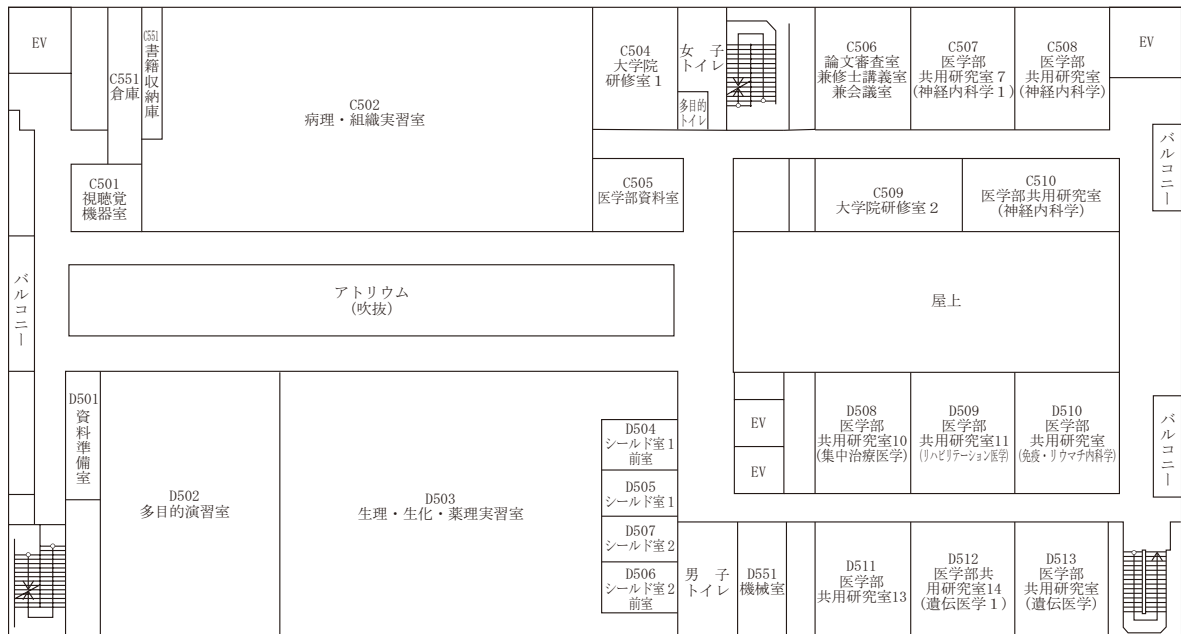 EV
C551
倉庫
C551
書籍収納庫
C502
病理・組織実習室
C504
大学院
研修室１
女　子
トイレ
多目的
トイレ
C506
論文審査室
兼修士講義室
兼会議室
C507
医学部
共用研究室７
(神経内科学１)
C508
医学部
共用研究室
(神経内科学)
EV
バルコニー
C501
視聴覚
機器室
C505
医学部資料室
C509
大学院研修室２
C510
医学部共用研究室
(神経内科学)
バルコニー
アトリウム
(吹抜)
屋上
D501
資料準備室
D502
多目的演習室
D503
生理・生化・薬理実習室
D504
シールド室１
前室
D505
シールド室１
D507
シールド室２
D506
シールド室２
前室
EV
EV
D508
医学部
共用研究室10
(集中治療医学)
D509
医学部
共用研究室11
(リハビリテーション医学)
D510
医学部
共用研究室
(免疫・リウマチ内科学)
バルコニー
男　子
トイレ
D551
機械室
D511
医学部
共用研究室13
D512
医学部共
用研究室14
(遺伝医学１)
D513
医学部
共用研究室
(遺伝医学)